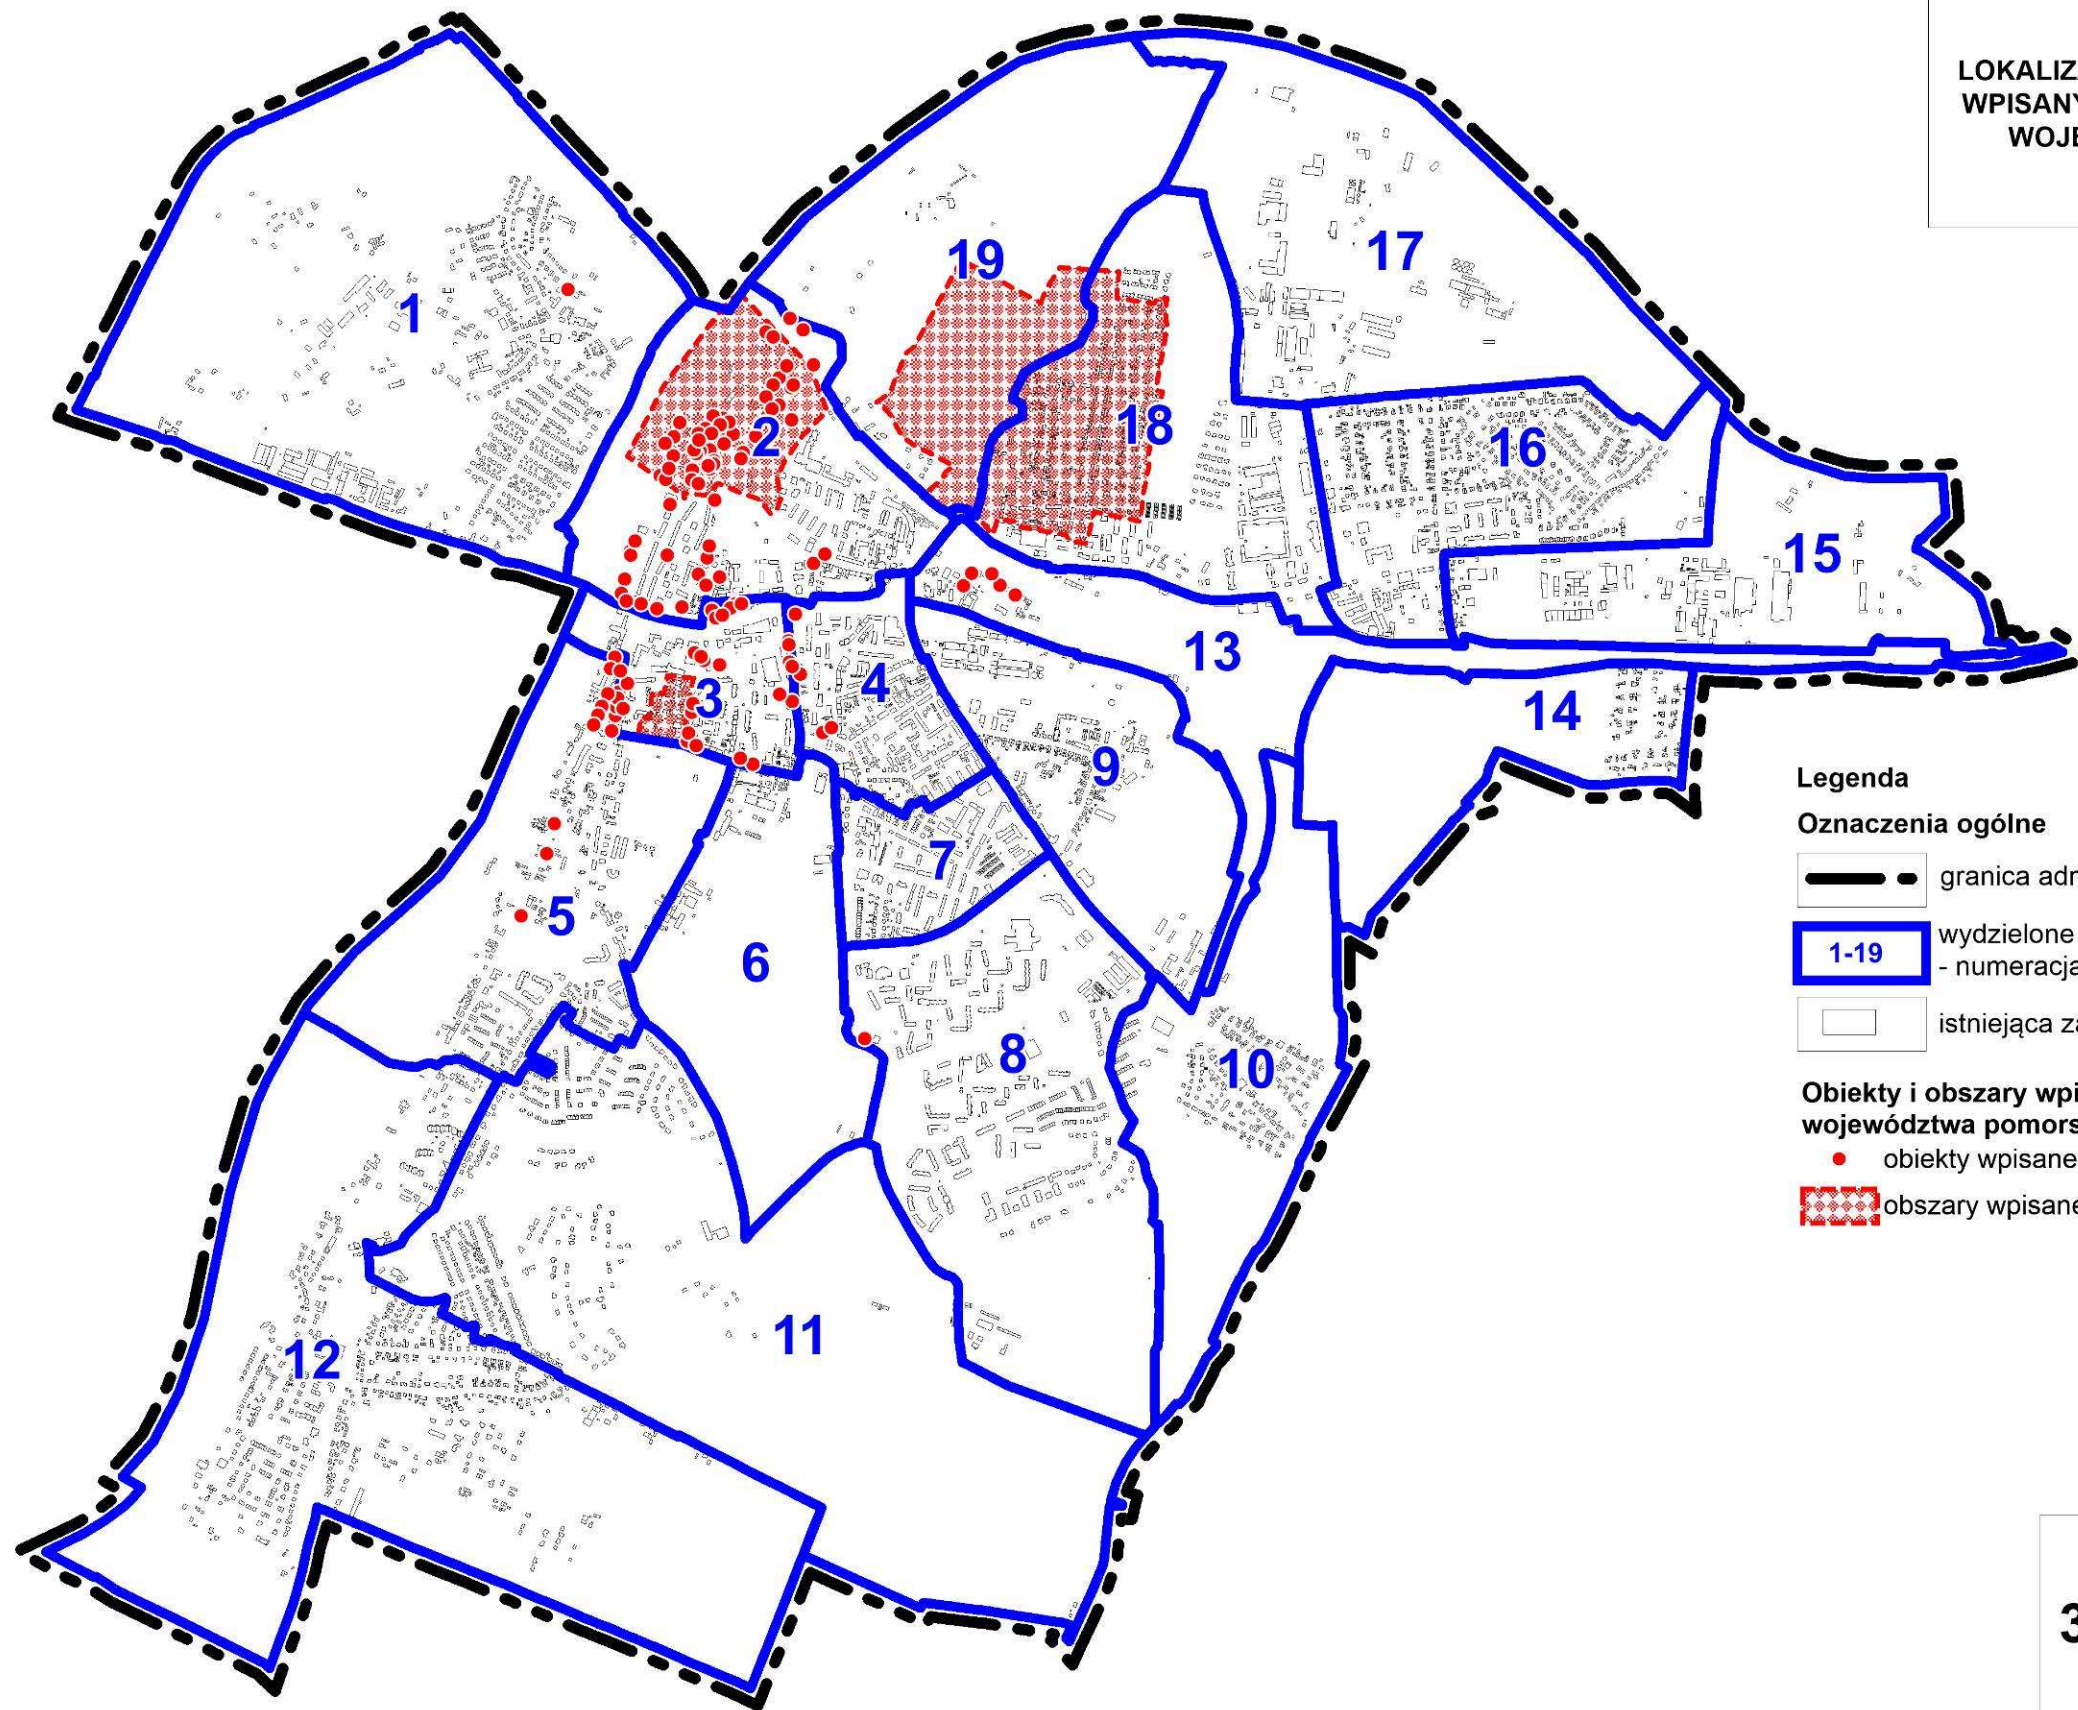 LOKALIZ
WPISANY
WOJE
1
19
17
2
18
16
15
3
4
13
14
9
7
5
6
8
10
11
12
Legenda
Oznaczenia ogólne
granica adr
1-19
wydzielone
- numeracja
istniejąca za
Obiekty i obszary wpi
województwa pomors
obiekty wpisane
obszary wpisane
3